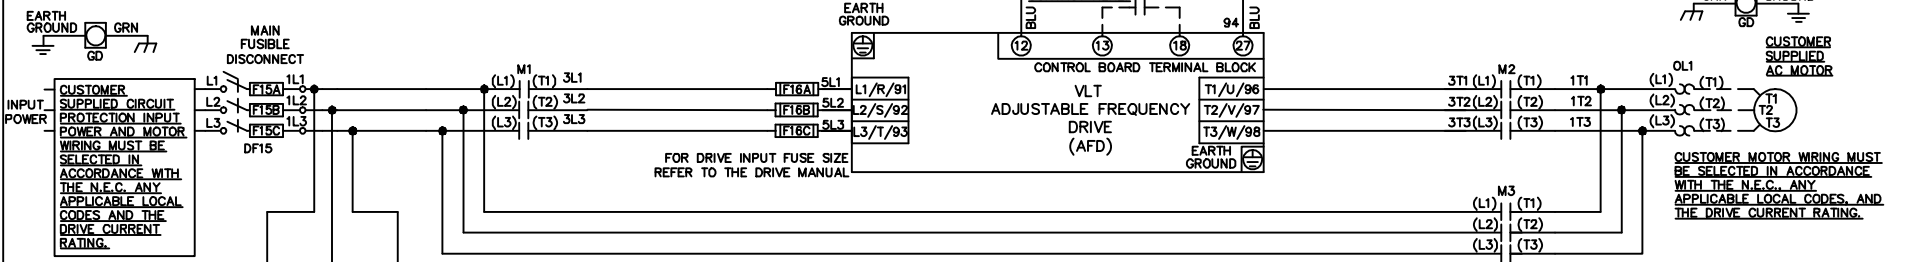 EARTH
GROUND
GRN
GD
MAIN
FUSIBLE
DISCONNECT
INPUT
POWER
CUSTOMER
SUPPLIED CIRCUIT
PROTECTION INPUT
POWER AND MOTOR
WIRING MUST BE
SELECTED IN
ACCORDANCE WITH
THE N.E.C. ANY
APPLICABLE LOCAL
CODES AND THE
DRIVE CURRENT
RATING.
L1 F15A 1L1
L2 F15B 1L2
L3 F15C 1L3
DF15
M1
(L1) (T1) 3L1
(L2) (T2) 3L2
(L3) (T3) 3L3
F16A 5L1
F16B 5L2
F16C 5L3
FOR DRIVE INPUT FUSE SIZE
REFER TO THE DRIVE MANUAL
EARTH
GROUND
BLU
94
BLU
12 13 18 27
CONTROL BOARD TERMINAL BLOCK
L1/R/91
L2/S/92
L3/T/93
VLT
ADJUSTABLE FREQUENCY
DRIVE
(AFD)
T1/U/96
T2/V/97
T3/W/98
EARTH
GROUND
M2
3T1 (L1) (T1) 1T1
3T2(L2) (T2) 1T2
3T3(L3) (T3) 1T3
M3
(L1) (T1)
(L2) (T2)
(L3) (T3)
GD
CUSTOMER
SUPPLIED
AC MOTOR
OL1
(L1) (T1)
(L2) (T2)
(L3) (T3)
T1
T2
T3
CUSTOMER MOTOR WIRING MUST
BE SELECTED IN ACCORDANCE
WITH THE N.E.C., ANY
APPLICABLE LOCAL CODES, AND
THE DRIVE CURRENT RATING.